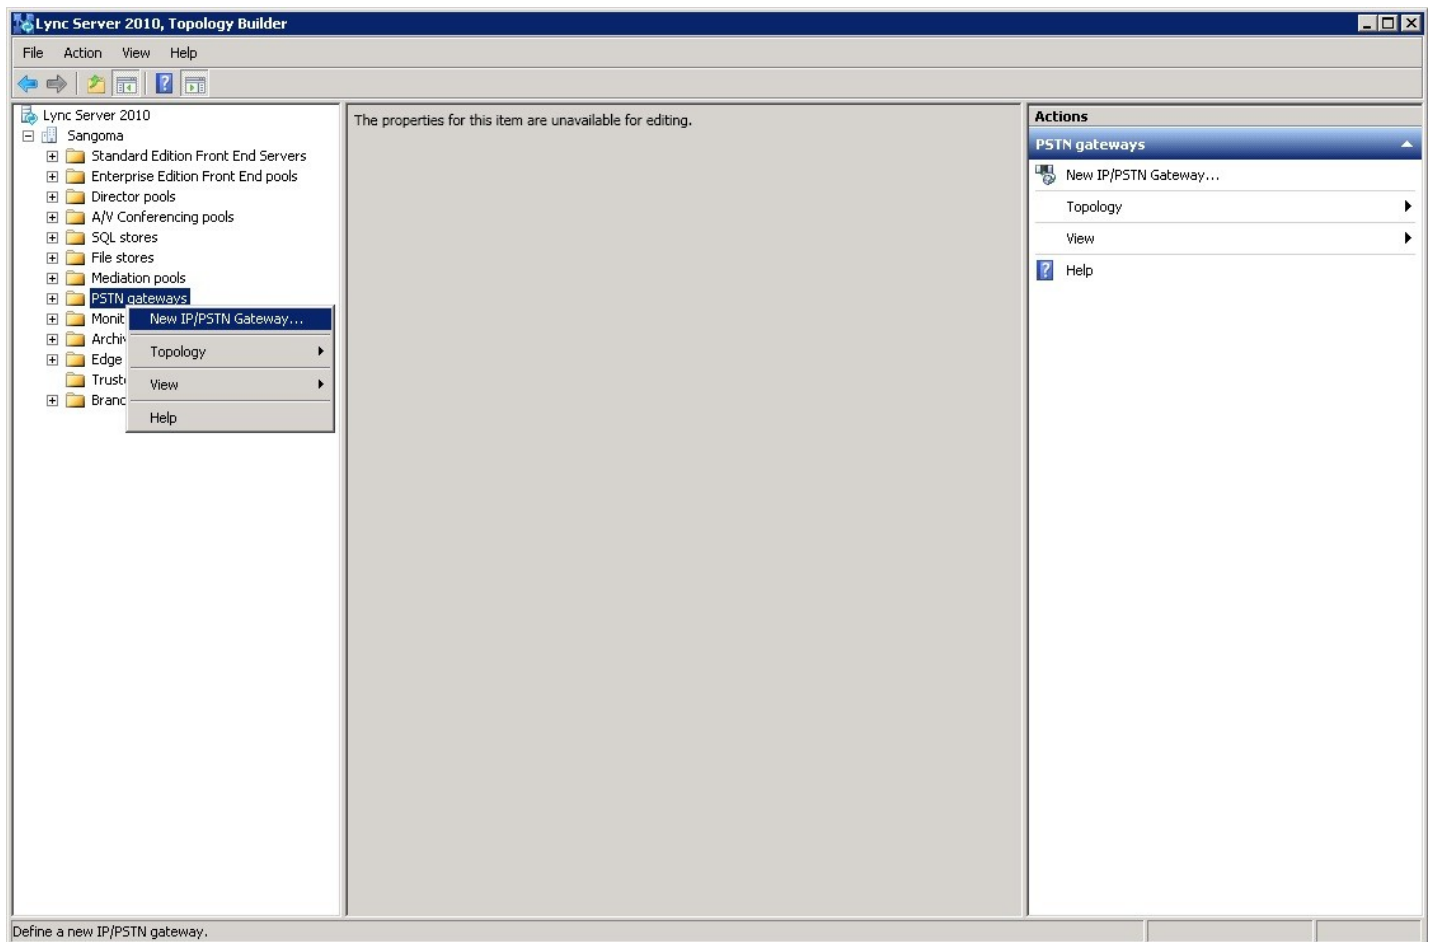 Lync Server 2010, Topology Builder
File Action View Help
Lync Server 2010
Sangoma
Standard Edition Front End Servers
Enterprise Edition Front End pools
Director pools
A/V Conferencing pools
SQL stores
File stores
Mediation pools
PSTN gateways
Monit
Archiv
Edge
Truste
Branc
New IP/PSTN Gateway...
Topology
View
Help
The properties for this item are unavailable for editing.
Actions
PSTN gateways
New IP/PSTN Gateway...
Topology
View
Help
Define a new IP/PSTN gateway.